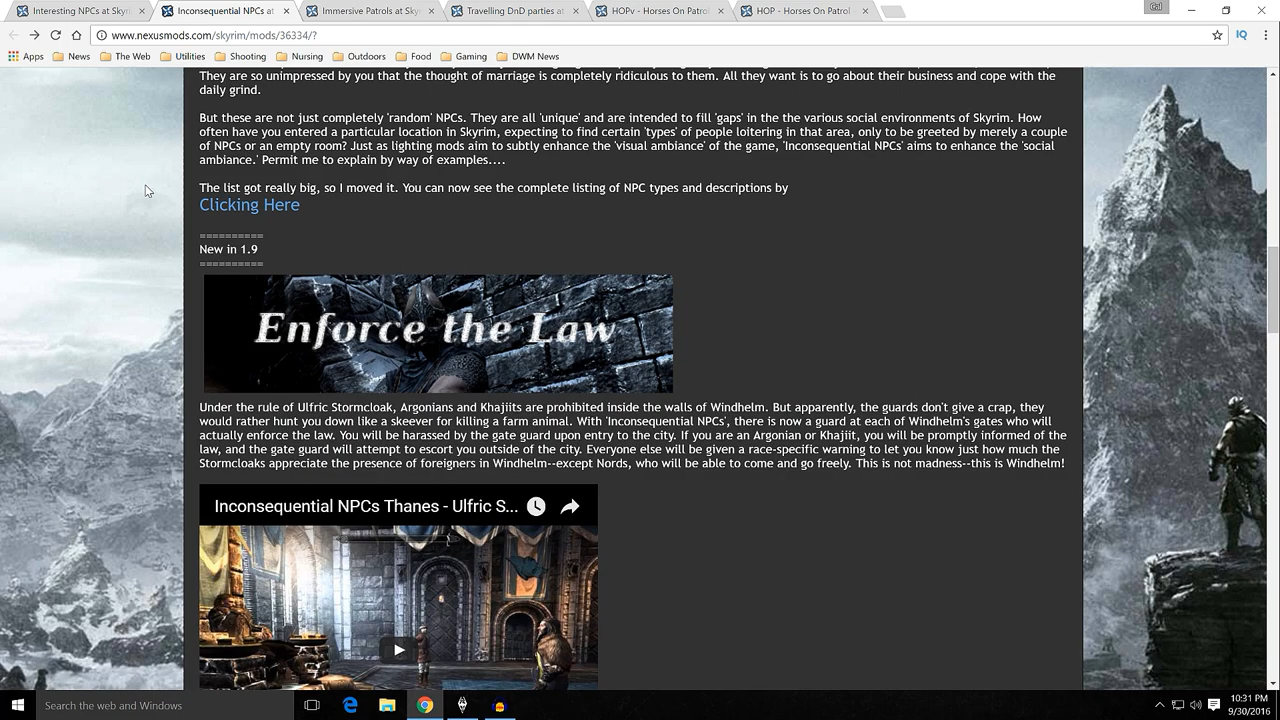 Interesting NPCs at Skyri
Inconsequential NPCs at
Immersive Patrols at Sky
Travelling DnD parties at
HOPv - Horses On Patrol
HOP - Horses On Patrol
www.nexusmods.com/skyrim/mods/36334/?
IQ
Apps News The Web Utilities Shooting Nursing Outdoors Food Gaming DWM News
They are so unimpressed by you that the thought of marriage is completely ridiculous to them. All they want is to go about their business and cope with the
daily grind.
But these are not just completely 'random' NPCs. They are all 'unique' and are intended to fill 'gaps' in the the various social environments of Skyrim. How
often have you entered a particular location in Skyrim, expecting to find certain 'types' of people loitering in that area, only to be greeted by merely a couple
of NPCs or an empty room? Just as lighting mods aim to subtly enhance the 'visual ambiance' of the game, 'Inconsequential NPCs' aims to enhance the 'social
ambiance.' Permit me to explain by way of examples....
The list got really big, so I moved it. You can now see the complete listing of NPC types and descriptions by
Clicking Here
==========
New in 1.9
==========
Enforce the Law
Under the rule of Ulfric Stormcloak, Argonians and Khajiits are prohibited inside the walls of Windhelm. But apparently, the guards don't give a crap, they
would rather hunt you down like a skeever for killing a farm animal. With 'Inconsequential NPCs', there is now a guard at each of Windhelm's gates who will
actually enforce the law. You will be harassed by the gate guard upon entry to the city. If you are an Argonian or Khajiit, you will be promptly informed of the
law, and the gate guard will attempt to escort you outside of the city. Everyone else will be given a race-specific warning to let you know just how much the
Stormcloaks appreciate the presence of foreigners in Windhelm--except Nords, who will be able to come and go freely. This is not madness--this is Windhelm!
Inconsequential NPCs Thanes - Ulfric S...
Search the web and Windows
10:31 PM
9/30/2016